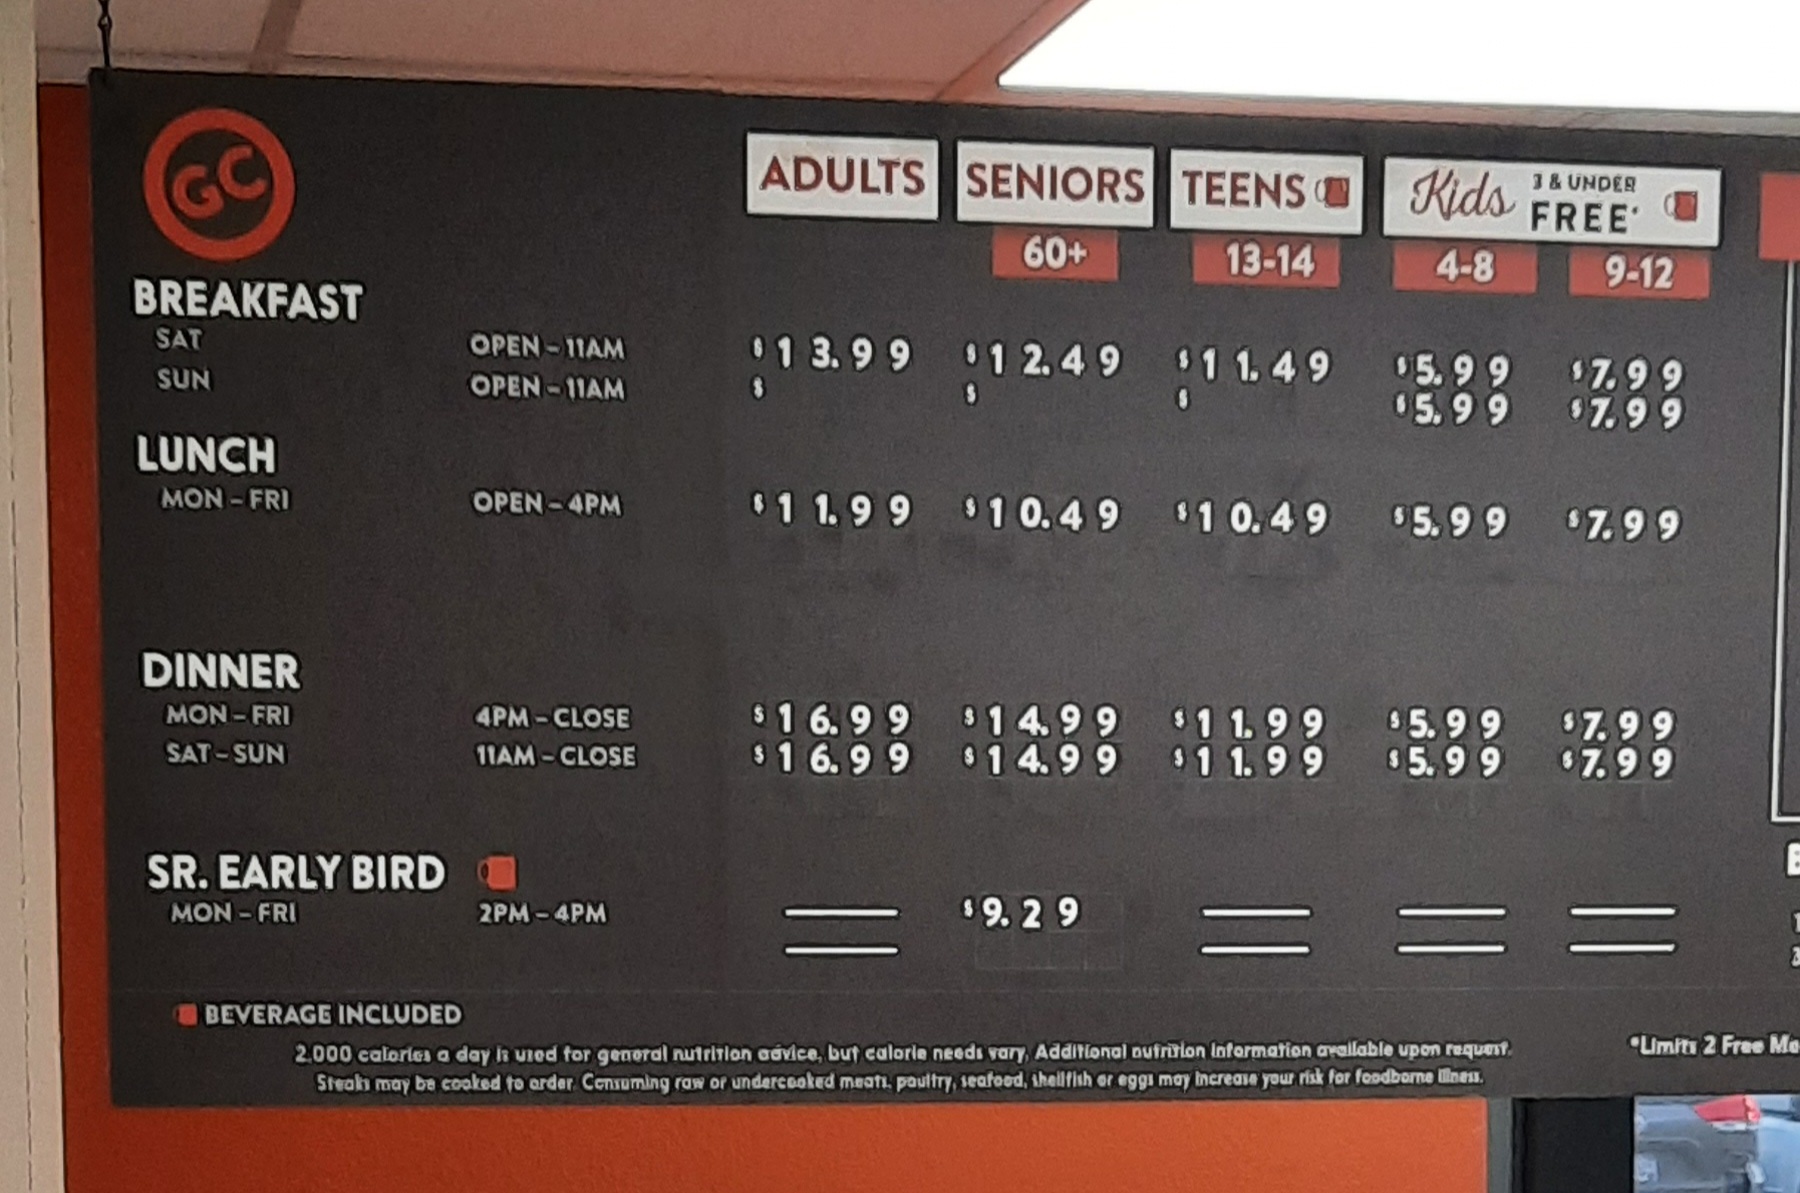 GC
ADULTS SENIORS TEENS Kids 3 & UNDER FREE*
60+ 13-14 4-8 9-12
BREAKFAST
SAT OPEN – 11AM $13.99 $12.49 $11.49 $5.99 $7.99
SUN OPEN – 11AM $ $ $ $5.99 $7.99
LUNCH
MON – FRI OPEN – 4PM $11.99 $10.49 $10.49 $5.99 $7.99
DINNER
MON – FRI 4PM – CLOSE $16.99 $14.99 $11.99 $5.99 $7.99
SAT – SUN 11AM – CLOSE $16.99 $14.99 $11.99 $5.99 $7.99
SR. EARLY BIRD
MON – FRI 2PM – 4PM $9.29
BEVERAGE INCLUDED
2,000 calories a day is used for general nutrition advice, but calorie needs vary. Additional nutrition information available upon request.
Steaks may be cooked to order. Consuming raw or undercooked meats, poultry, seafood, shellfish or eggs may increase your risk for foodborne illness.
*Limits 2 Free